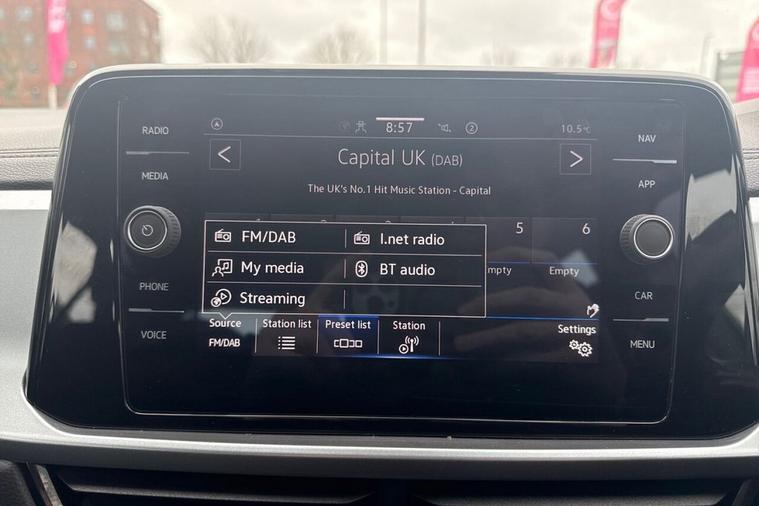 RADIO
MEDIA
PHONE
VOICE
8:57
2
10.5°C
Capital UK (DAB)
The UK's No.1 Hit Music Station - Capital
5
6
mpty
Empty
FM/DAB
I.net radio
My media
BT audio
Streaming
Source
FM/DAB
Station list
Preset list
Station
Settings
NAV
APP
CAR
MENU